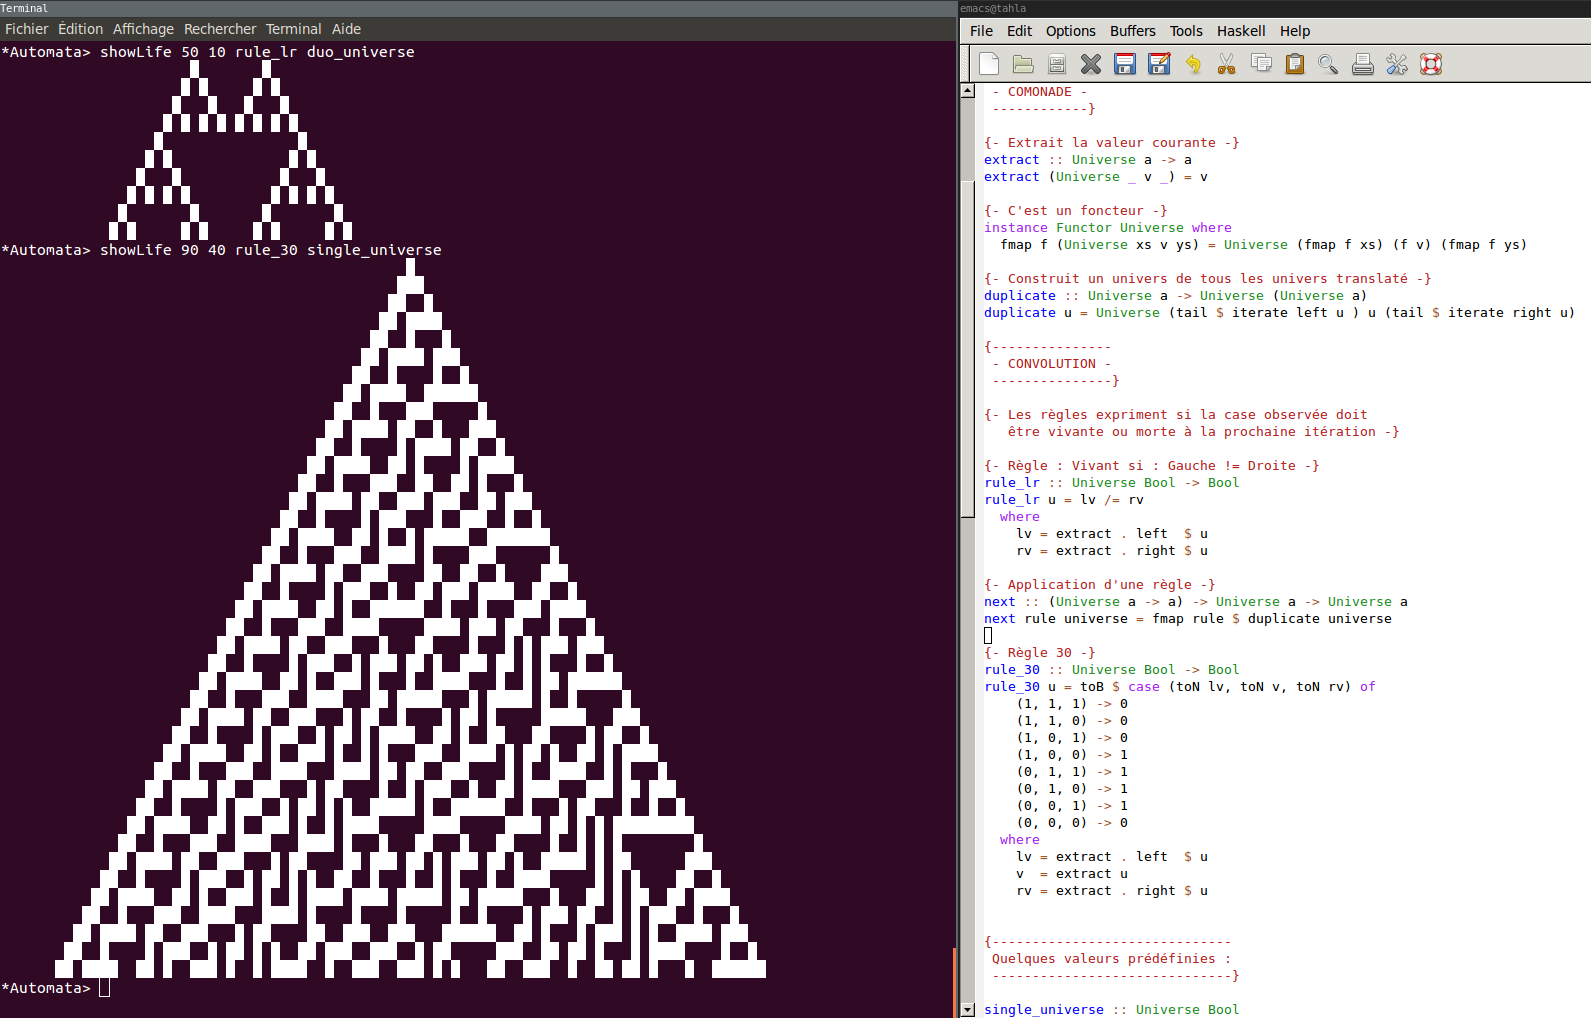 Terminal
Fichier Édition Affichage Rechercher Terminal Aide
*Automata> showLife 50 10 rule_lr duo_universe
*Automata> showLife 90 40 rule_30 single_universe
*Automata>
emacs@tahla
File Edit Options Buffers Tools Haskell Help
 - COMONADE -
 ------------}
{- Extrait la valeur courante -}
extract :: Universe a -> a
extract (Universe _ v _) = v
{- C'est un foncteur -}
instance Functor Universe where
  fmap f (Universe xs v ys) = Universe (fmap f xs) (f v) (fmap f ys)
{- Construit un univers de tous les univers translaté -}
duplicate :: Universe a -> Universe (Universe a)
duplicate u = Universe (tail $ iterate left u ) u (tail $ iterate right u)
{---------------
 - CONVOLUTION -
 ---------------}
{- Les règles expriment si la case observée doit
   être vivante ou morte à la prochaine itération -}
{- Règle : Vivant si : Gauche != Droite -}
rule_lr :: Universe Bool -> Bool
rule_lr u = lv /= rv
  where
    lv = extract . left  $ u
    rv = extract . right $ u
{- Application d'une règle -}
next :: (Universe a -> a) -> Universe a -> Universe a
next rule universe = fmap rule $ duplicate universe
{- Règle 30 -}
rule_30 :: Universe Bool -> Bool
rule_30 u = toB $ case (toN lv, toN v, toN rv) of
    (1, 1, 1) -> 0
    (1, 1, 0) -> 0
    (1, 0, 1) -> 0
    (1, 0, 0) -> 1
    (0, 1, 1) -> 1
    (0, 1, 0) -> 1
    (0, 0, 1) -> 1
    (0, 0, 0) -> 0
  where
    lv = extract . left  $ u
    v  = extract u
    rv = extract . right $ u
{------------------------------
 Quelques valeurs prédéfinies :
 ------------------------------}
single_universe :: Universe Bool